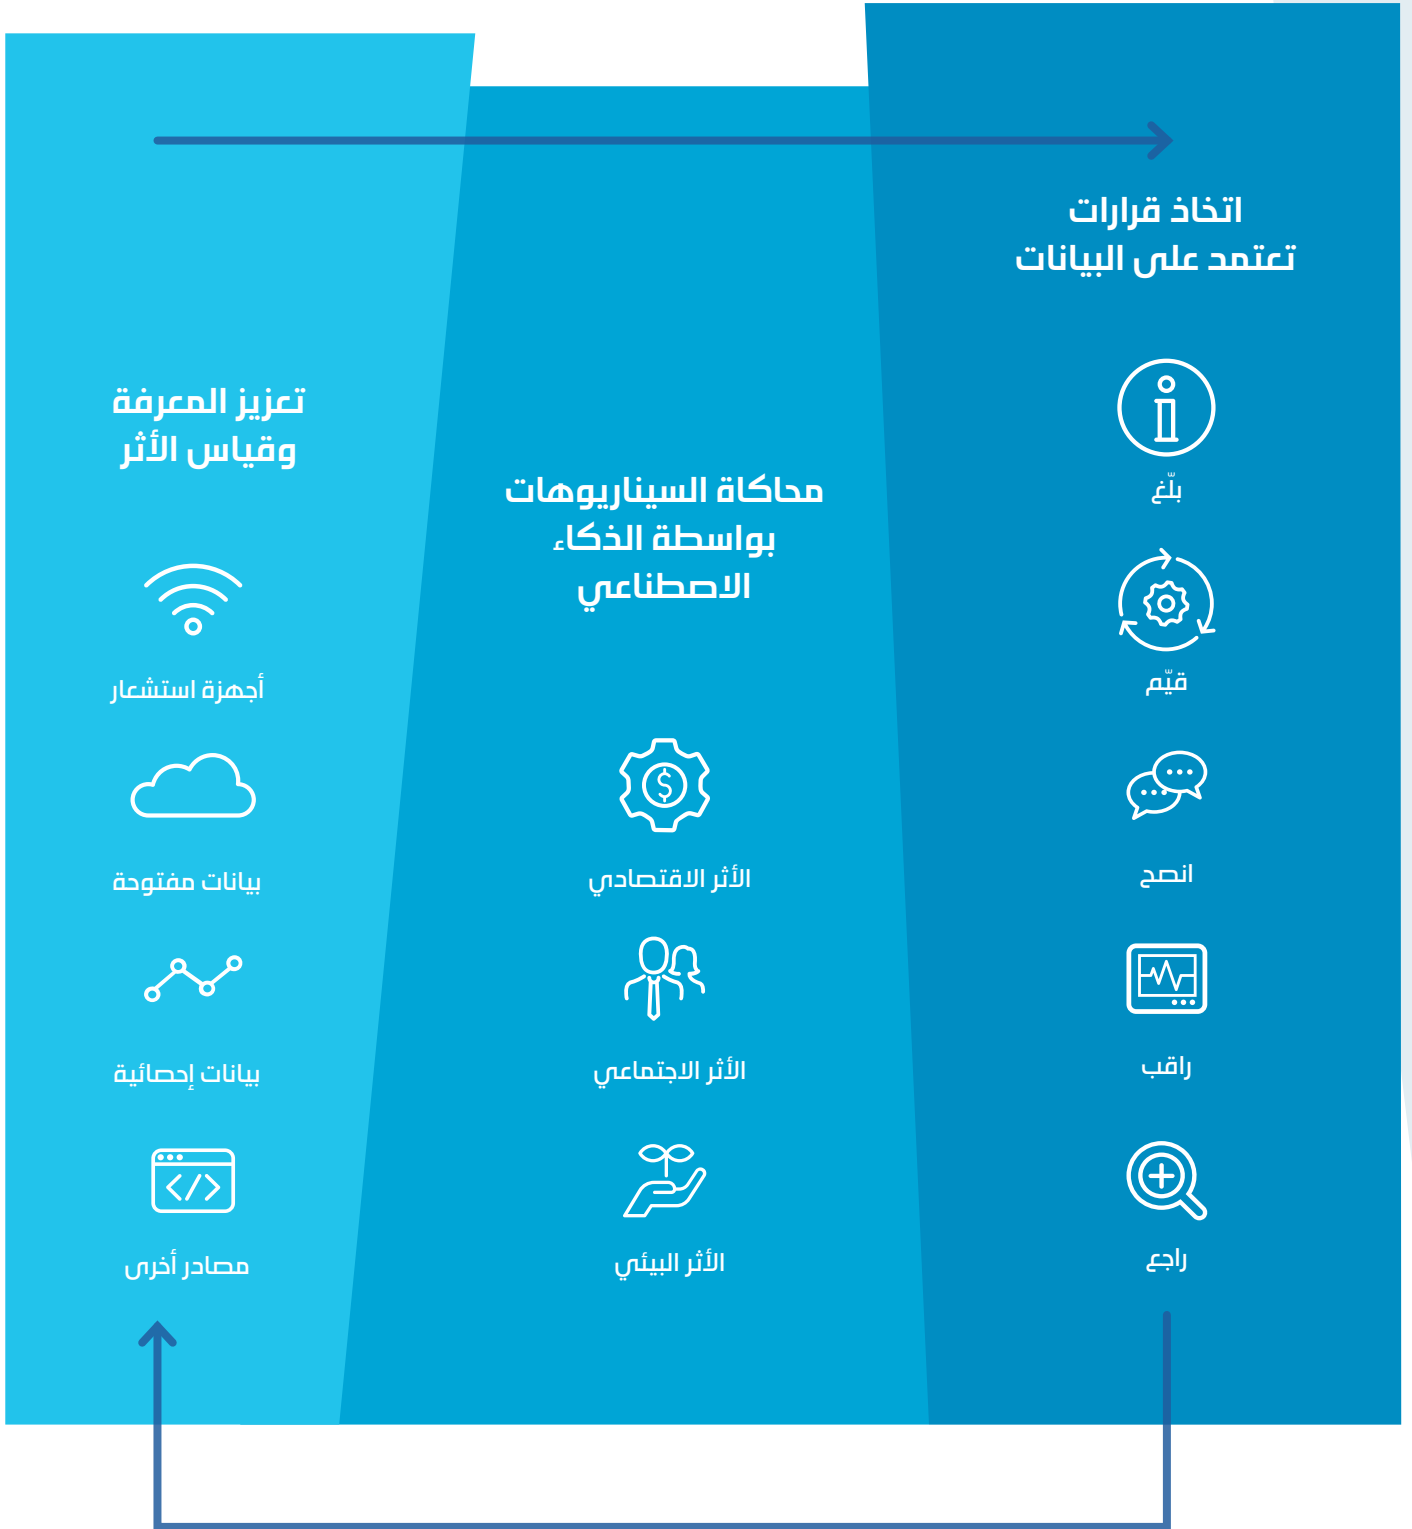 اتخاذ قرارات
تعتمد على البيانات
بلّغ
قيّم
انصح
راقب
راجع
محاكاة السيناريوهات
بواسطة الذكاء
الاصطناعي
الأثر الاقتصادي
الأثر الاجتماعي
الأثر البيئي
تعزيز المعرفة
وقياس الأثر
أجهزة استشعار
بيانات مفتوحة
بيانات إحصائية
مصادر أخرى